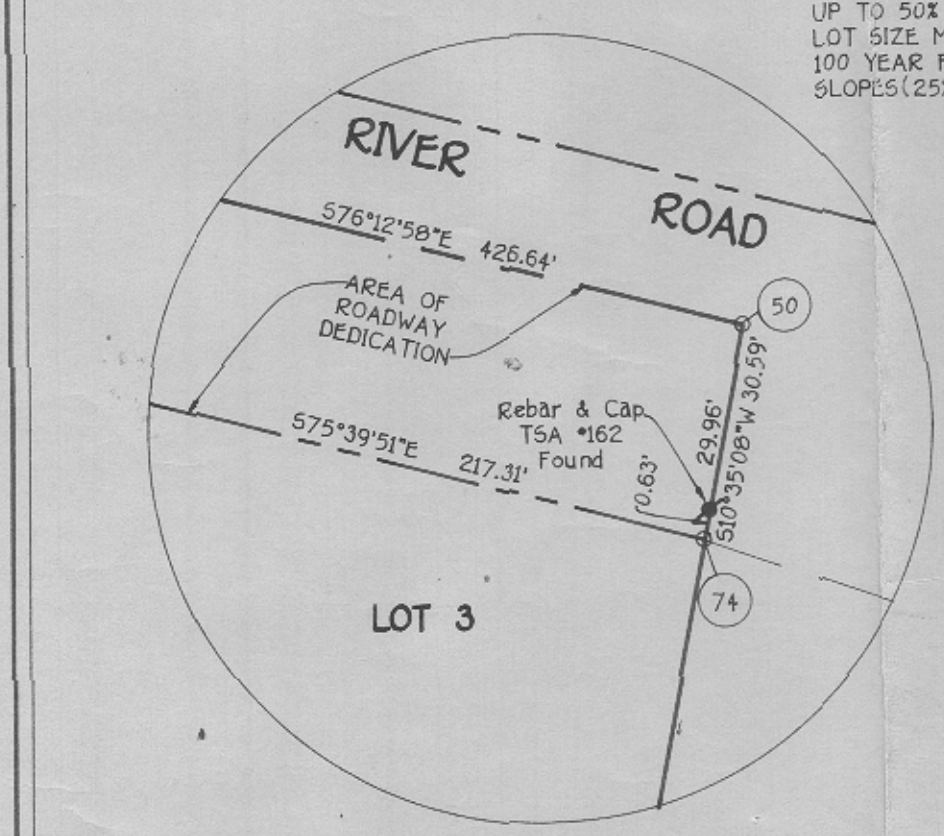 UP TO 50%
LOT SIZE M
100 YEAR F
SLOPES(25%
RIVER
ROAD
S76°12'58"E 426.64'
AREA OF
ROADWAY
DEDICATION
50
Rebar & Cap
TSA #162
Found
29.96'
S10°35'08"W 30.59'
0.63'
S75°39'51"E 217.31'
74
LOT 3